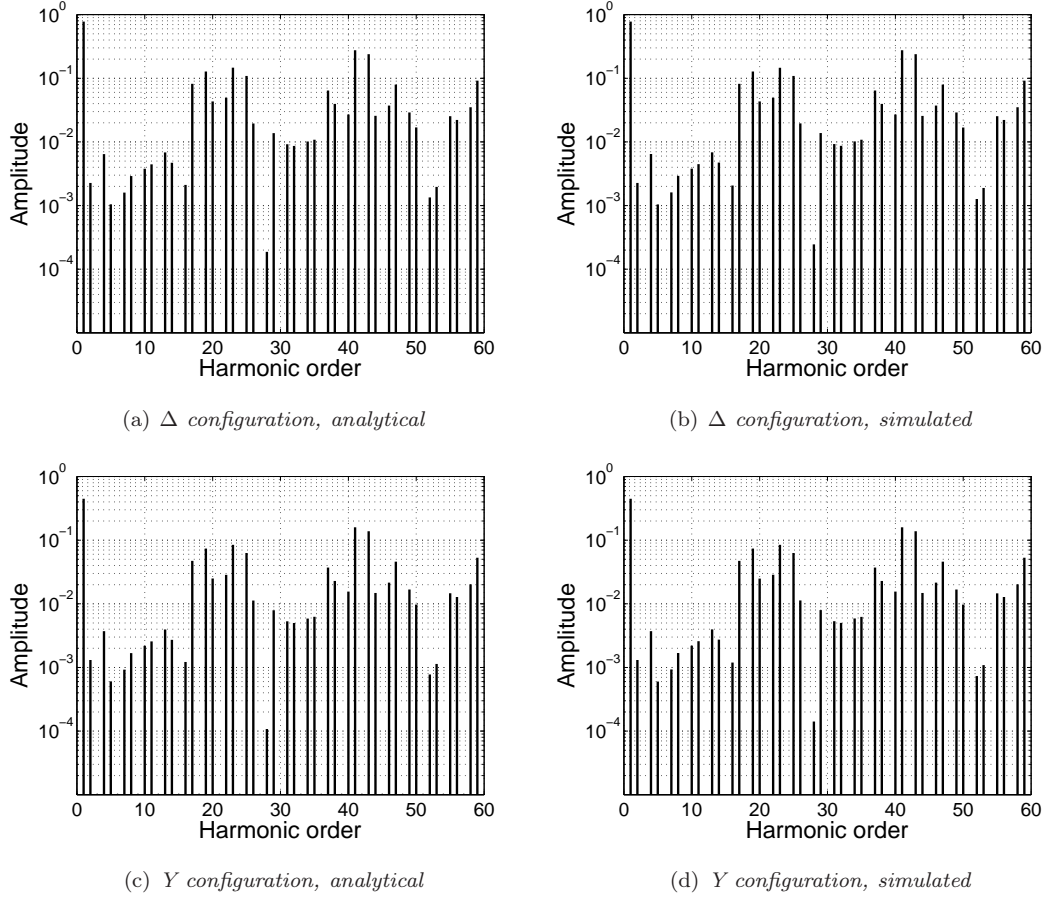 10^0
10^−1
10^−2
10^−3
10^−4
Amplitude
0 10 20 30 40 50 60
Harmonic order
(a) Δ configuration, analytical
10^0
10^−1
10^−2
10^−3
10^−4
Amplitude
0 10 20 30 40 50 60
Harmonic order
(b) Δ configuration, simulated
10^0
10^−1
10^−2
10^−3
10^−4
Amplitude
0 10 20 30 40 50 60
Harmonic order
(c) Y configuration, analytical
10^0
10^−1
10^−2
10^−3
10^−4
Amplitude
0 10 20 30 40 50 60
Harmonic order
(d) Y configuration, simulated